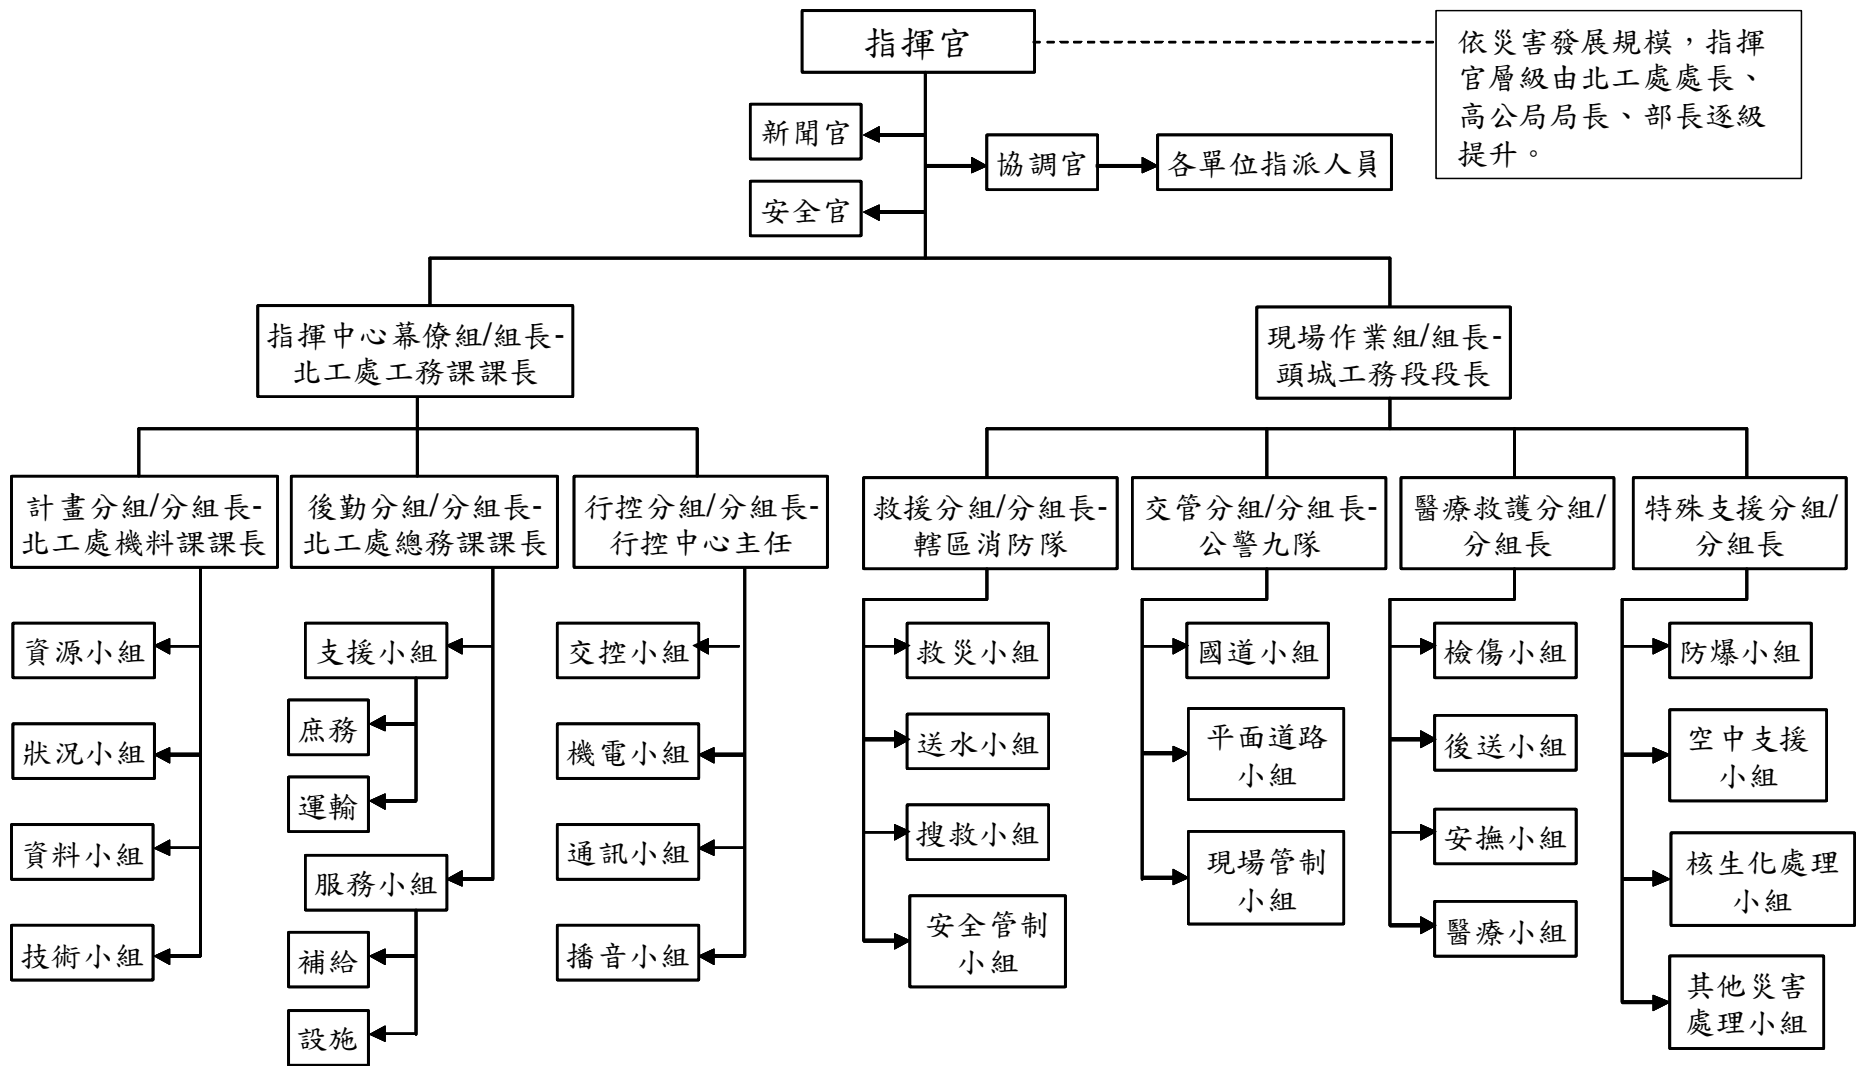 指揮官
依災害發展規模，指揮
官層級由北工處處長、
高公局局長、部長逐級
提升。
新聞官
協調官
各單位指派人員
安全官
指揮中心幕僚組/組長-
北工處工務課課長
現場作業組/組長-
頭城工務段段長
計畫分組/分組長-
北工處機料課課長
後勤分組/分組長-
北工處總務課課長
行控分組/分組長-
行控中心主任
救援分組/分組長-
轄區消防隊
交管分組/分組長-
公警九隊
醫療救護分組/
分組長
特殊支援分組/
分組長
資源小組
狀況小組
資料小組
技術小組
支援小組
庶務
運輸
服務小組
補給
設施
交控小組
機電小組
通訊小組
播音小組
救災小組
送水小組
搜救小組
安全管制
小組
國道小組
平面道路
小組
現場管制
小組
檢傷小組
後送小組
安撫小組
醫療小組
防爆小組
空中支援
小組
核生化處理
小組
其他災害
處理小組